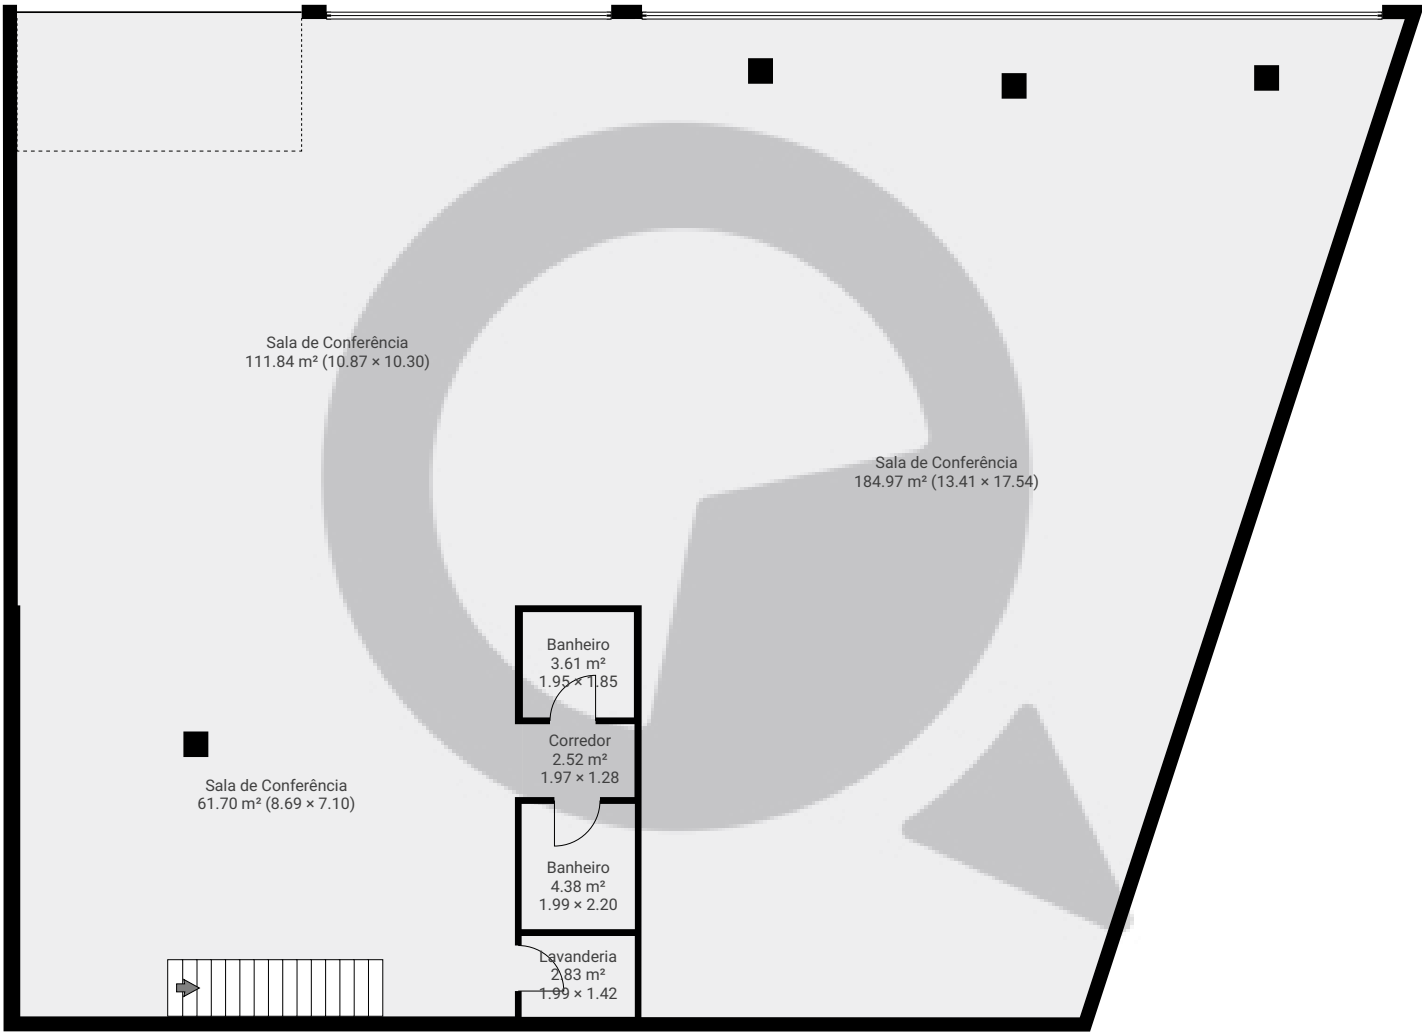 Sala de Conferência
111.84 m² (10.87 × 10.30)
Sala de Conferência
184.97 m² (13.41 × 17.54)
Banheiro
3.61 m²
1.95 × 1.85
Corredor
2.52 m²
1.97 × 1.28
Sala de Conferência
61.70 m² (8.69 × 7.10)
Banheiro
4.38 m²
1.99 × 2.20
Lavanderia
2.83 m²
1.99 × 1.42